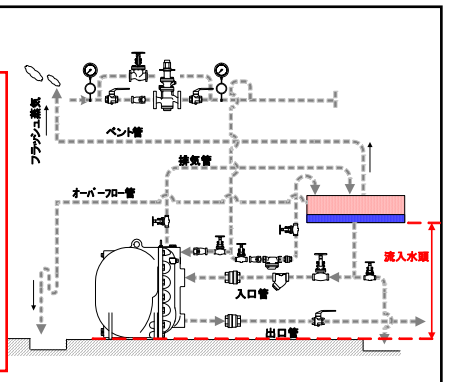 フラッシュ蒸気
ベント管
排気管
オーバーフロー管
流入水頭
入口管
出口管